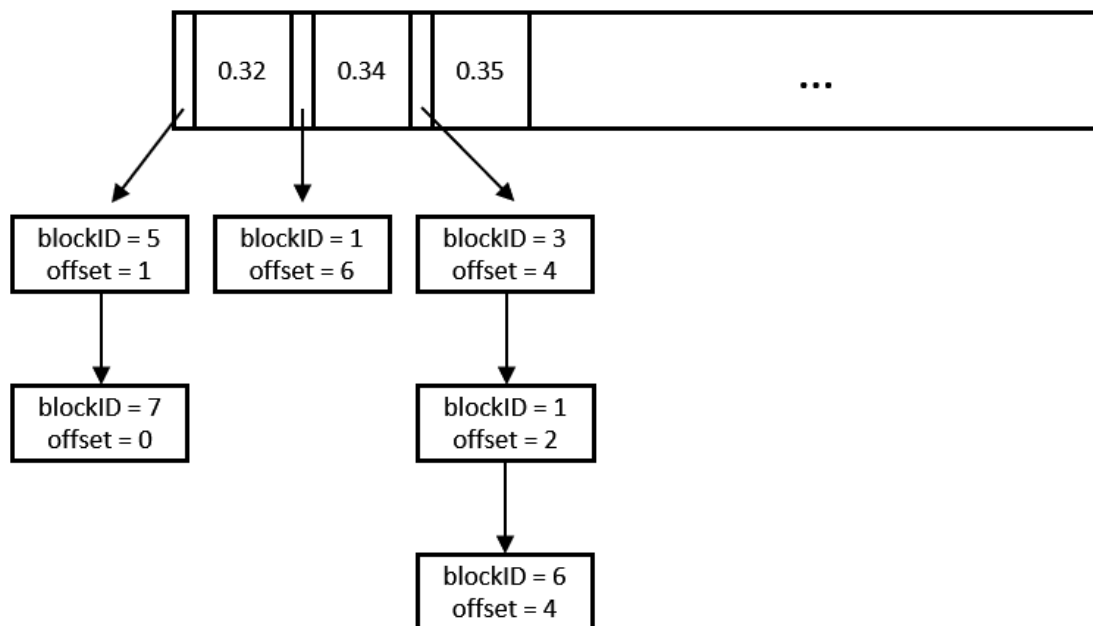 0.32 0.34 0.35 ...
blockID = 5
offset = 1
blockID = 1
offset = 6
blockID = 3
offset = 4
blockID = 7
offset = 0
blockID = 1
offset = 2
blockID = 6
offset = 4